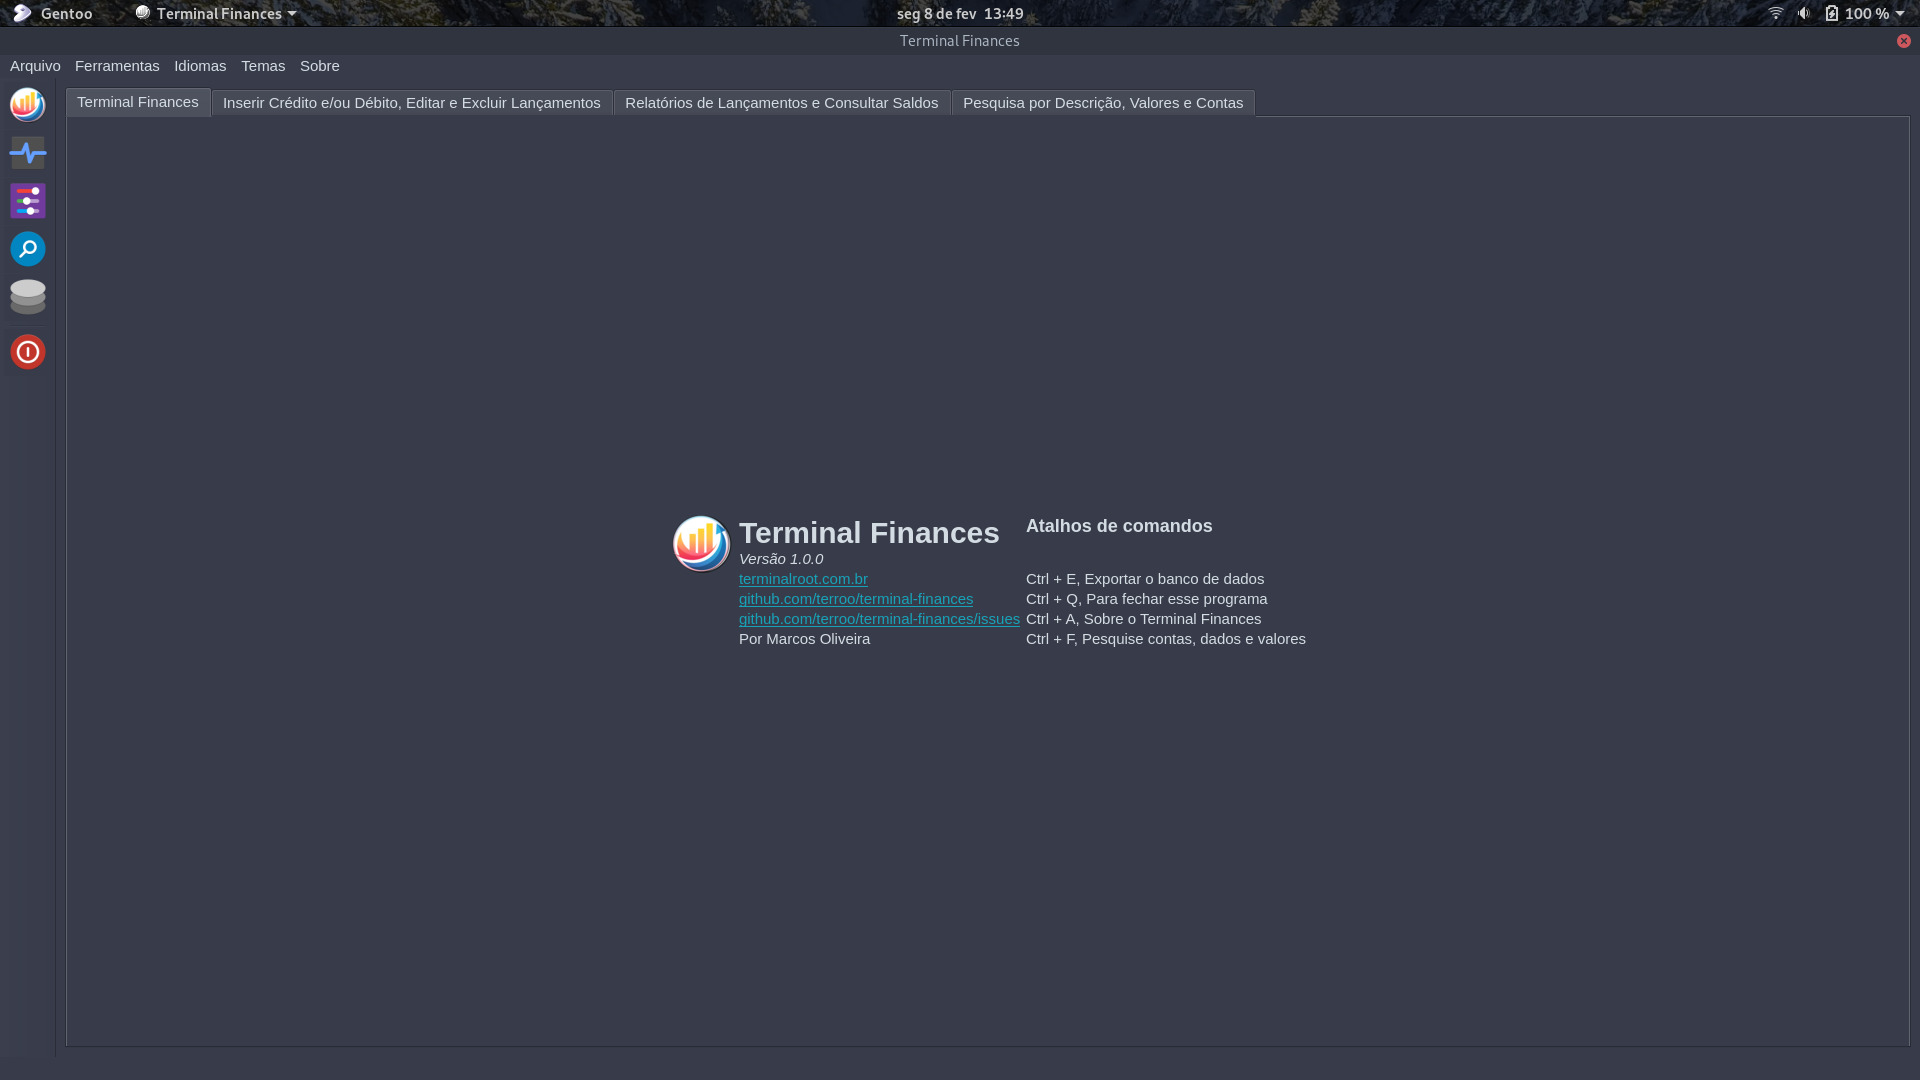 Gentoo
Terminal Finances
seg 8 de fev 13:49
100 %
Terminal Finances
Arquivo Ferramentas Idiomas Temas Sobre
Terminal Finances
Inserir Crédito e/ou Débito, Editar e Excluir Lançamentos
Relatórios de Lançamentos e Consultar Saldos
Pesquisa por Descrição, Valores e Contas
Terminal Finances
Versão 1.0.0
terminalroot.com.br
github.com/terroo/terminal-finances
github.com/terroo/terminal-finances/issues
Por Marcos Oliveira
Atalhos de comandos
Ctrl + E, Exportar o banco de dados
Ctrl + Q, Para fechar esse programa
Ctrl + A, Sobre o Terminal Finances
Ctrl + F, Pesquise contas, dados e valores